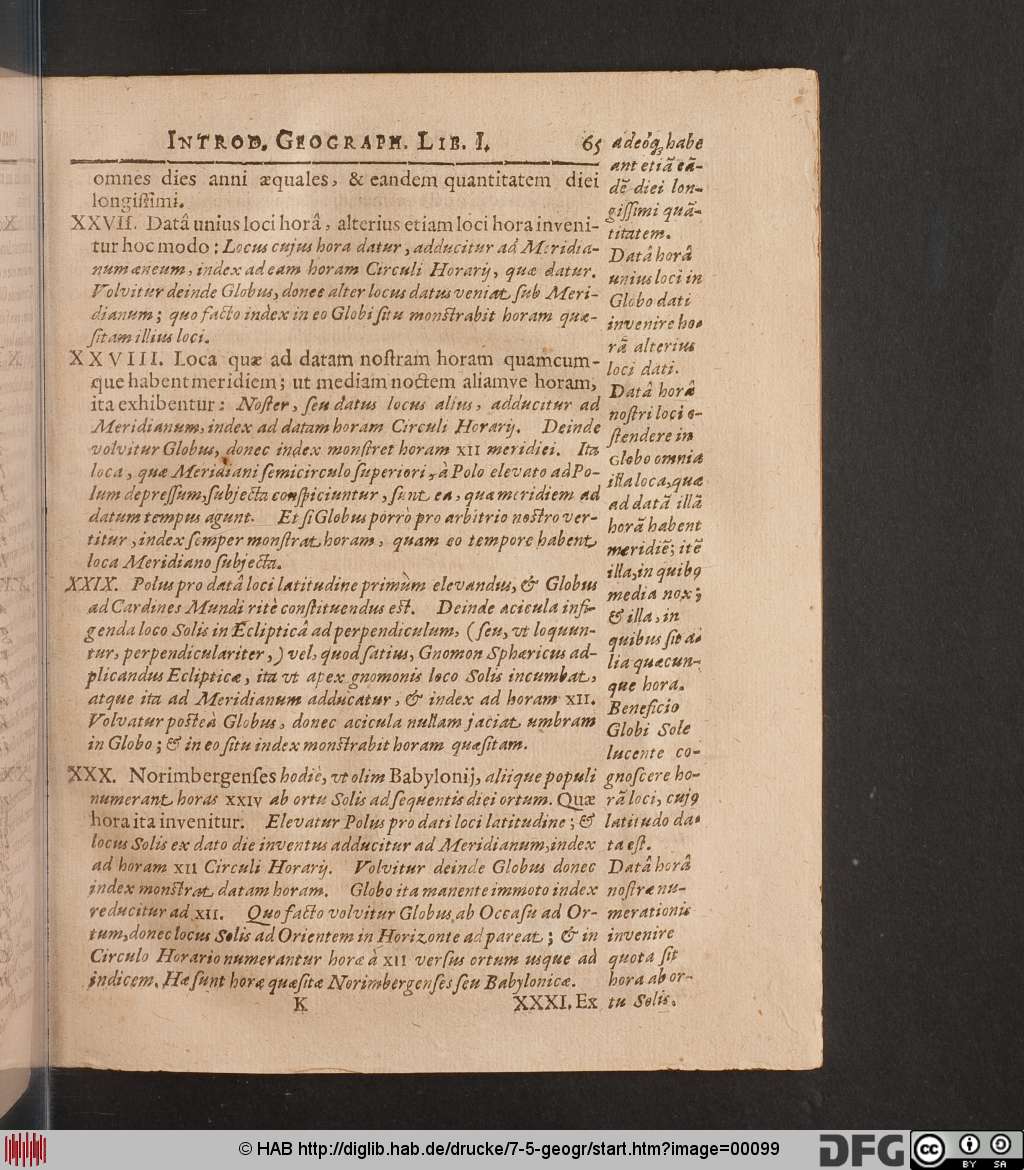 INTROD. GEOGRAPH. LIB. I. 65
omnes dies anni æquales, & eandem quantitatem diei
longiſſimi.
XXVII. Datâ unius loci horâ, alterius etiam loci hora inveni-
tur hoc modo: Locus cujus hora datur, adducitur ad Meridia-
num æneum, index ad eam horam Circuli Horarij, quæ datur.
Volvitur deinde Globus, donec alter locus datus veniat ſub Meri-
dianum; quo facto index in eo Globi ſitu monſtrabit horam quæ-
ſitam illius loci.
XXVIII. Loca quæ ad datam noſtram horam quamcum-
que habent meridiem; ut mediam noctem aliamve horam,
ita exhibentur: Noſter, ſeu datus locus alius, adducitur ad
Meridianum, index ad datam horam Circuli Horarij. Deinde
volvitur Globus, donec index monſtret horam XII meridiei. Ita
loca, quæ Meridiani ſemicirculo ſuperiori, à Polo elevato ad Po-
lum depreſſum, ſubjecta conſpiciuntur, ſunt ea, quæ meridiem ad
datum tempus agunt. Et ſi Globus porrò pro arbitrio noſtro ver-
titur, index ſemper monſtrat horam, quam eo tempore habent
loca Meridiano ſubjecta.
XXIX. Polus pro datâ loci latitudine primùm elevandus, & Globus
ad Cardines Mundi ritè conſtituendus eſt. Deinde acicula infi-
genda loco Solis in Eclipticâ ad perpendiculum, (ſeu, vt loquun-
tur, perpendiculariter,) vel, quod ſatius, Gnomon Sphæricus ad-
plicandus Eclipticæ, ita vt apex gnomonis loco Solis incumbat,
atque ita ad Meridianum adducatur, & index ad horam XII.
Volvatur poſteà Globus, donec acicula nullam jaciat umbram
in Globo; & in eo ſitu index monſtrabit horam quæſitam.
XXX. Norimbergenſes hodiè, vt olim Babylonij, aliique populi
numerant horas XXIV ab ortu Solis ad ſequentis diei ortum. Quæ
hora ita invenitur. Elevatur Polus pro dati loci latitudine; &
locus Solis ex dato die inventus adducitur ad Meridianum, index
ad horam XII Circuli Horarij. Volvitur deinde Globus donec
index monſtrat datam horam. Globo ita manente immoto index
reducitur ad XII. Quo facto volvitur Globus ab Occaſu ad Or-
tum, donec locus Solis ad Orientem in Horizonte adpareat; & in
Circulo Horario numerantur horæ à XII verſus ortum usque ad
indicem. Hæ ſunt horæ quæſitæ Norimbergenſes ſeu Babylonicæ.
K XXXI. Ex
adeóq; habe
ant etiã eã-
dẽ diei lon-
giſſimi quã-
titatem.
Datâ horâ
unius loci in
Globo dati
invenire ho-
rã alterius
loci dati.
Datâ horâ
noſtri loci o-
ſtendere in
Globo omnia
illa loca, quæ
ad datã illã
horã habent
meridiẽ; itẽ
illa, in quibꝰ
media nox;
& illa, in
quibus ſit a-
lia quæcun-
que hora.
Beneficio
Globi Sole
lucente co-
gnoſcere ho-
rã loci, cujꝰ
latitudo da-
ta eſt.
Datâ horâ
noſtræ nu-
merationis
invenire
quota ſit
hora ab or-
tu Solis.
© HAB http://diglib.hab.de/drucke/7-5-geogr/start.htm?image=00099
DFG
cc
BY SA